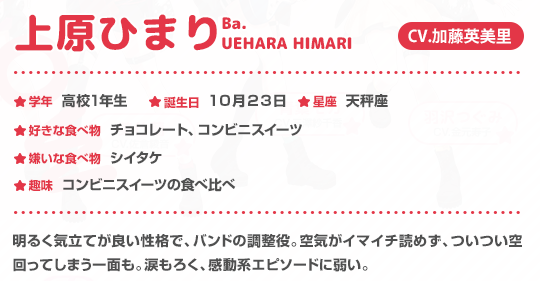 上原ひまり Ba. UEHARA HIMARI CV.加藤英美里
★学年 高校1年生 ★誕生日 10月23日 ★星座 天秤座
★好きな食べ物 チョコレート、コンビニスイーツ
★嫌いな食べ物 シイタケ
★趣味 コンビニスイーツの食べ比べ
明るく気立てが良い性格で、バンドの調整役。空気がイマイチ読めず、ついつい空
回ってしまう一面も。涙もろく、感動系エピソードに弱い。